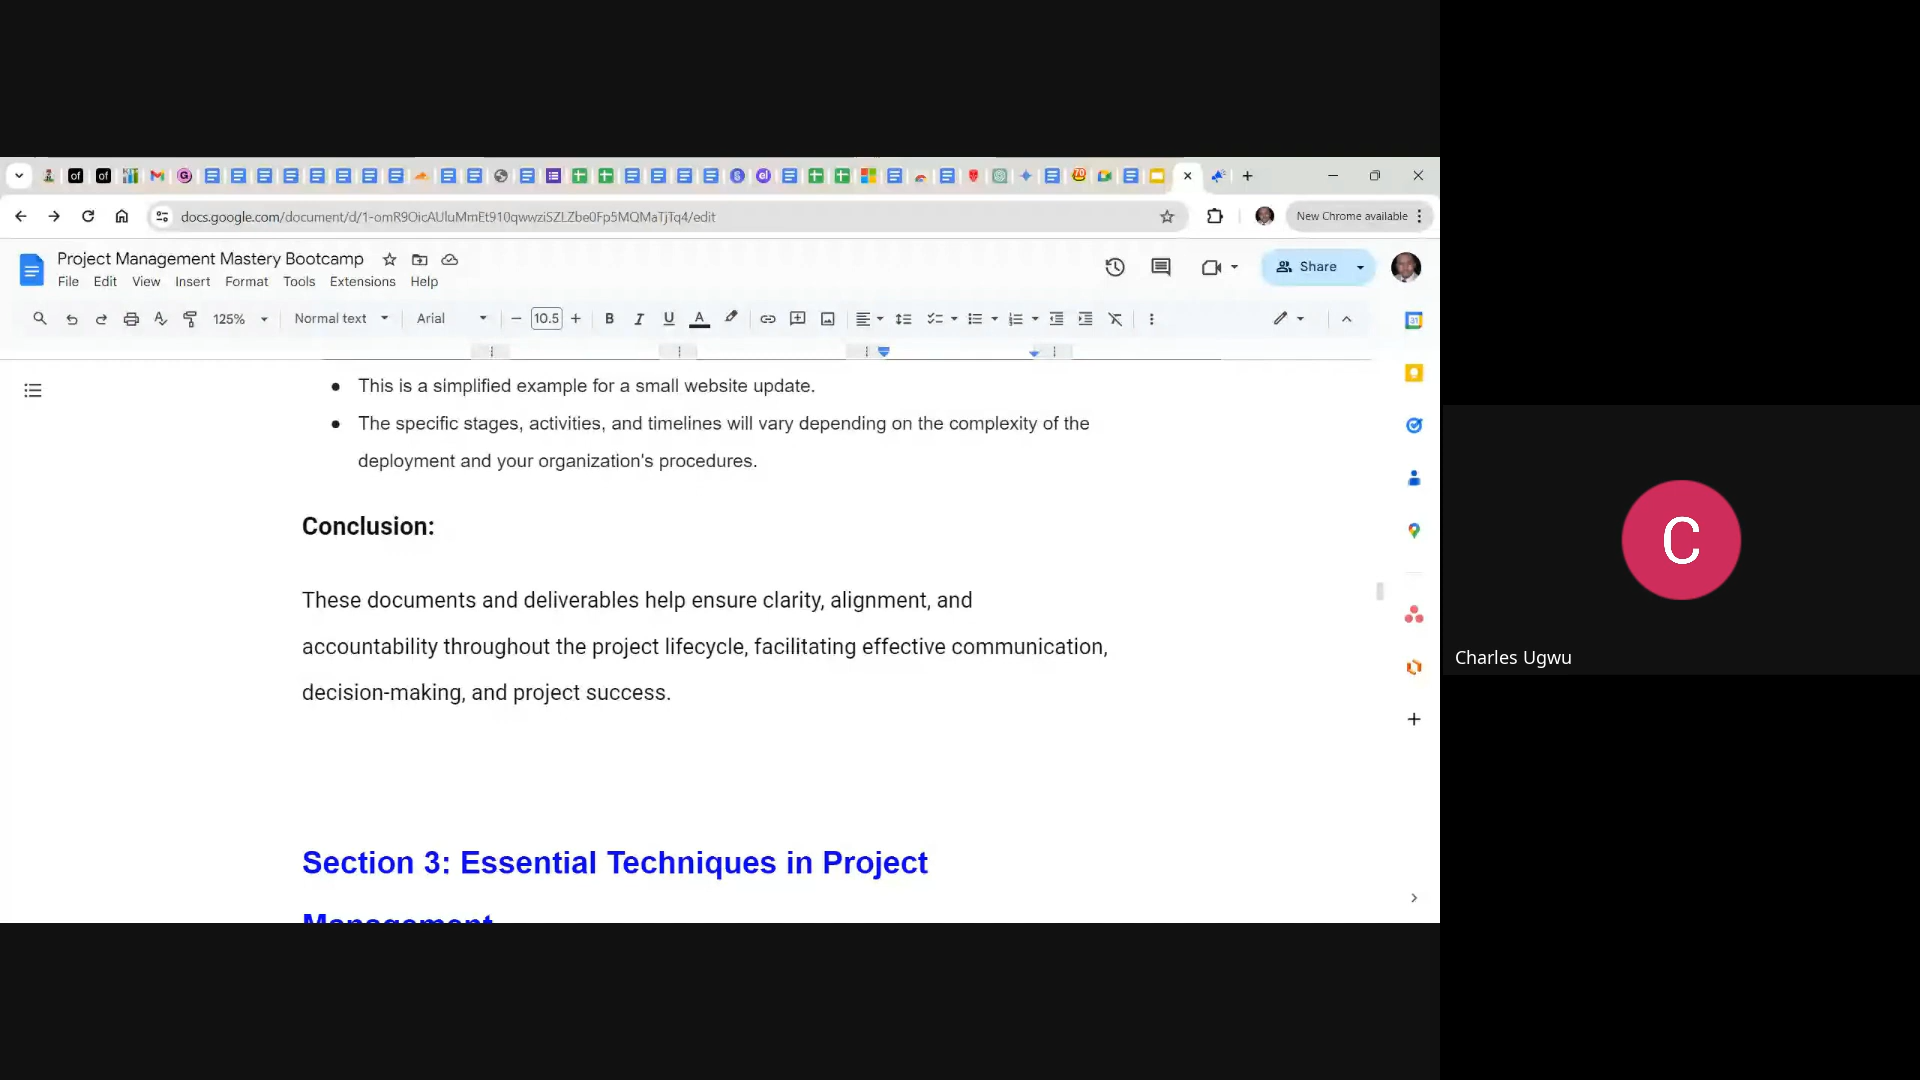 docs.google.com/document/d/1-omR9OicAUluMmEt910qwwziSZLZbe0Fp5MQMaTjTq4/edit
New Chrome available
Project Management Mastery Bootcamp
File Edit View Insert Format Tools Extensions Help
Share
125% Normal text Arial 10.5
● This is a simplified example for a small website update.
● The specific stages, activities, and timelines will vary depending on the complexity of the
deployment and your organization's procedures.
Conclusion:
These documents and deliverables help ensure clarity, alignment, and
accountability throughout the project lifecycle, facilitating effective communication,
decision-making, and project success.
Section 3: Essential Techniques in Project
Management
C
Charles Ugwu